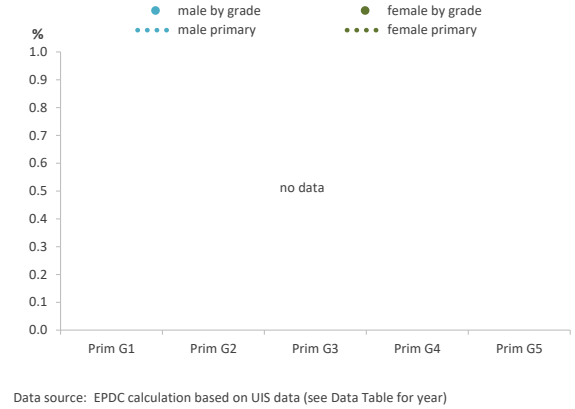 male by grade female by grade
male primary female primary
%
1.0
0.9
0.8
0.7
0.6
no data
0.5
0.4
0.3
0.2
0.1
0.0
Prim G1 Prim G2 Prim G3 Prim G4 Prim G5
Data source: EPDC calculation based on UIS data (see Data Table for year)